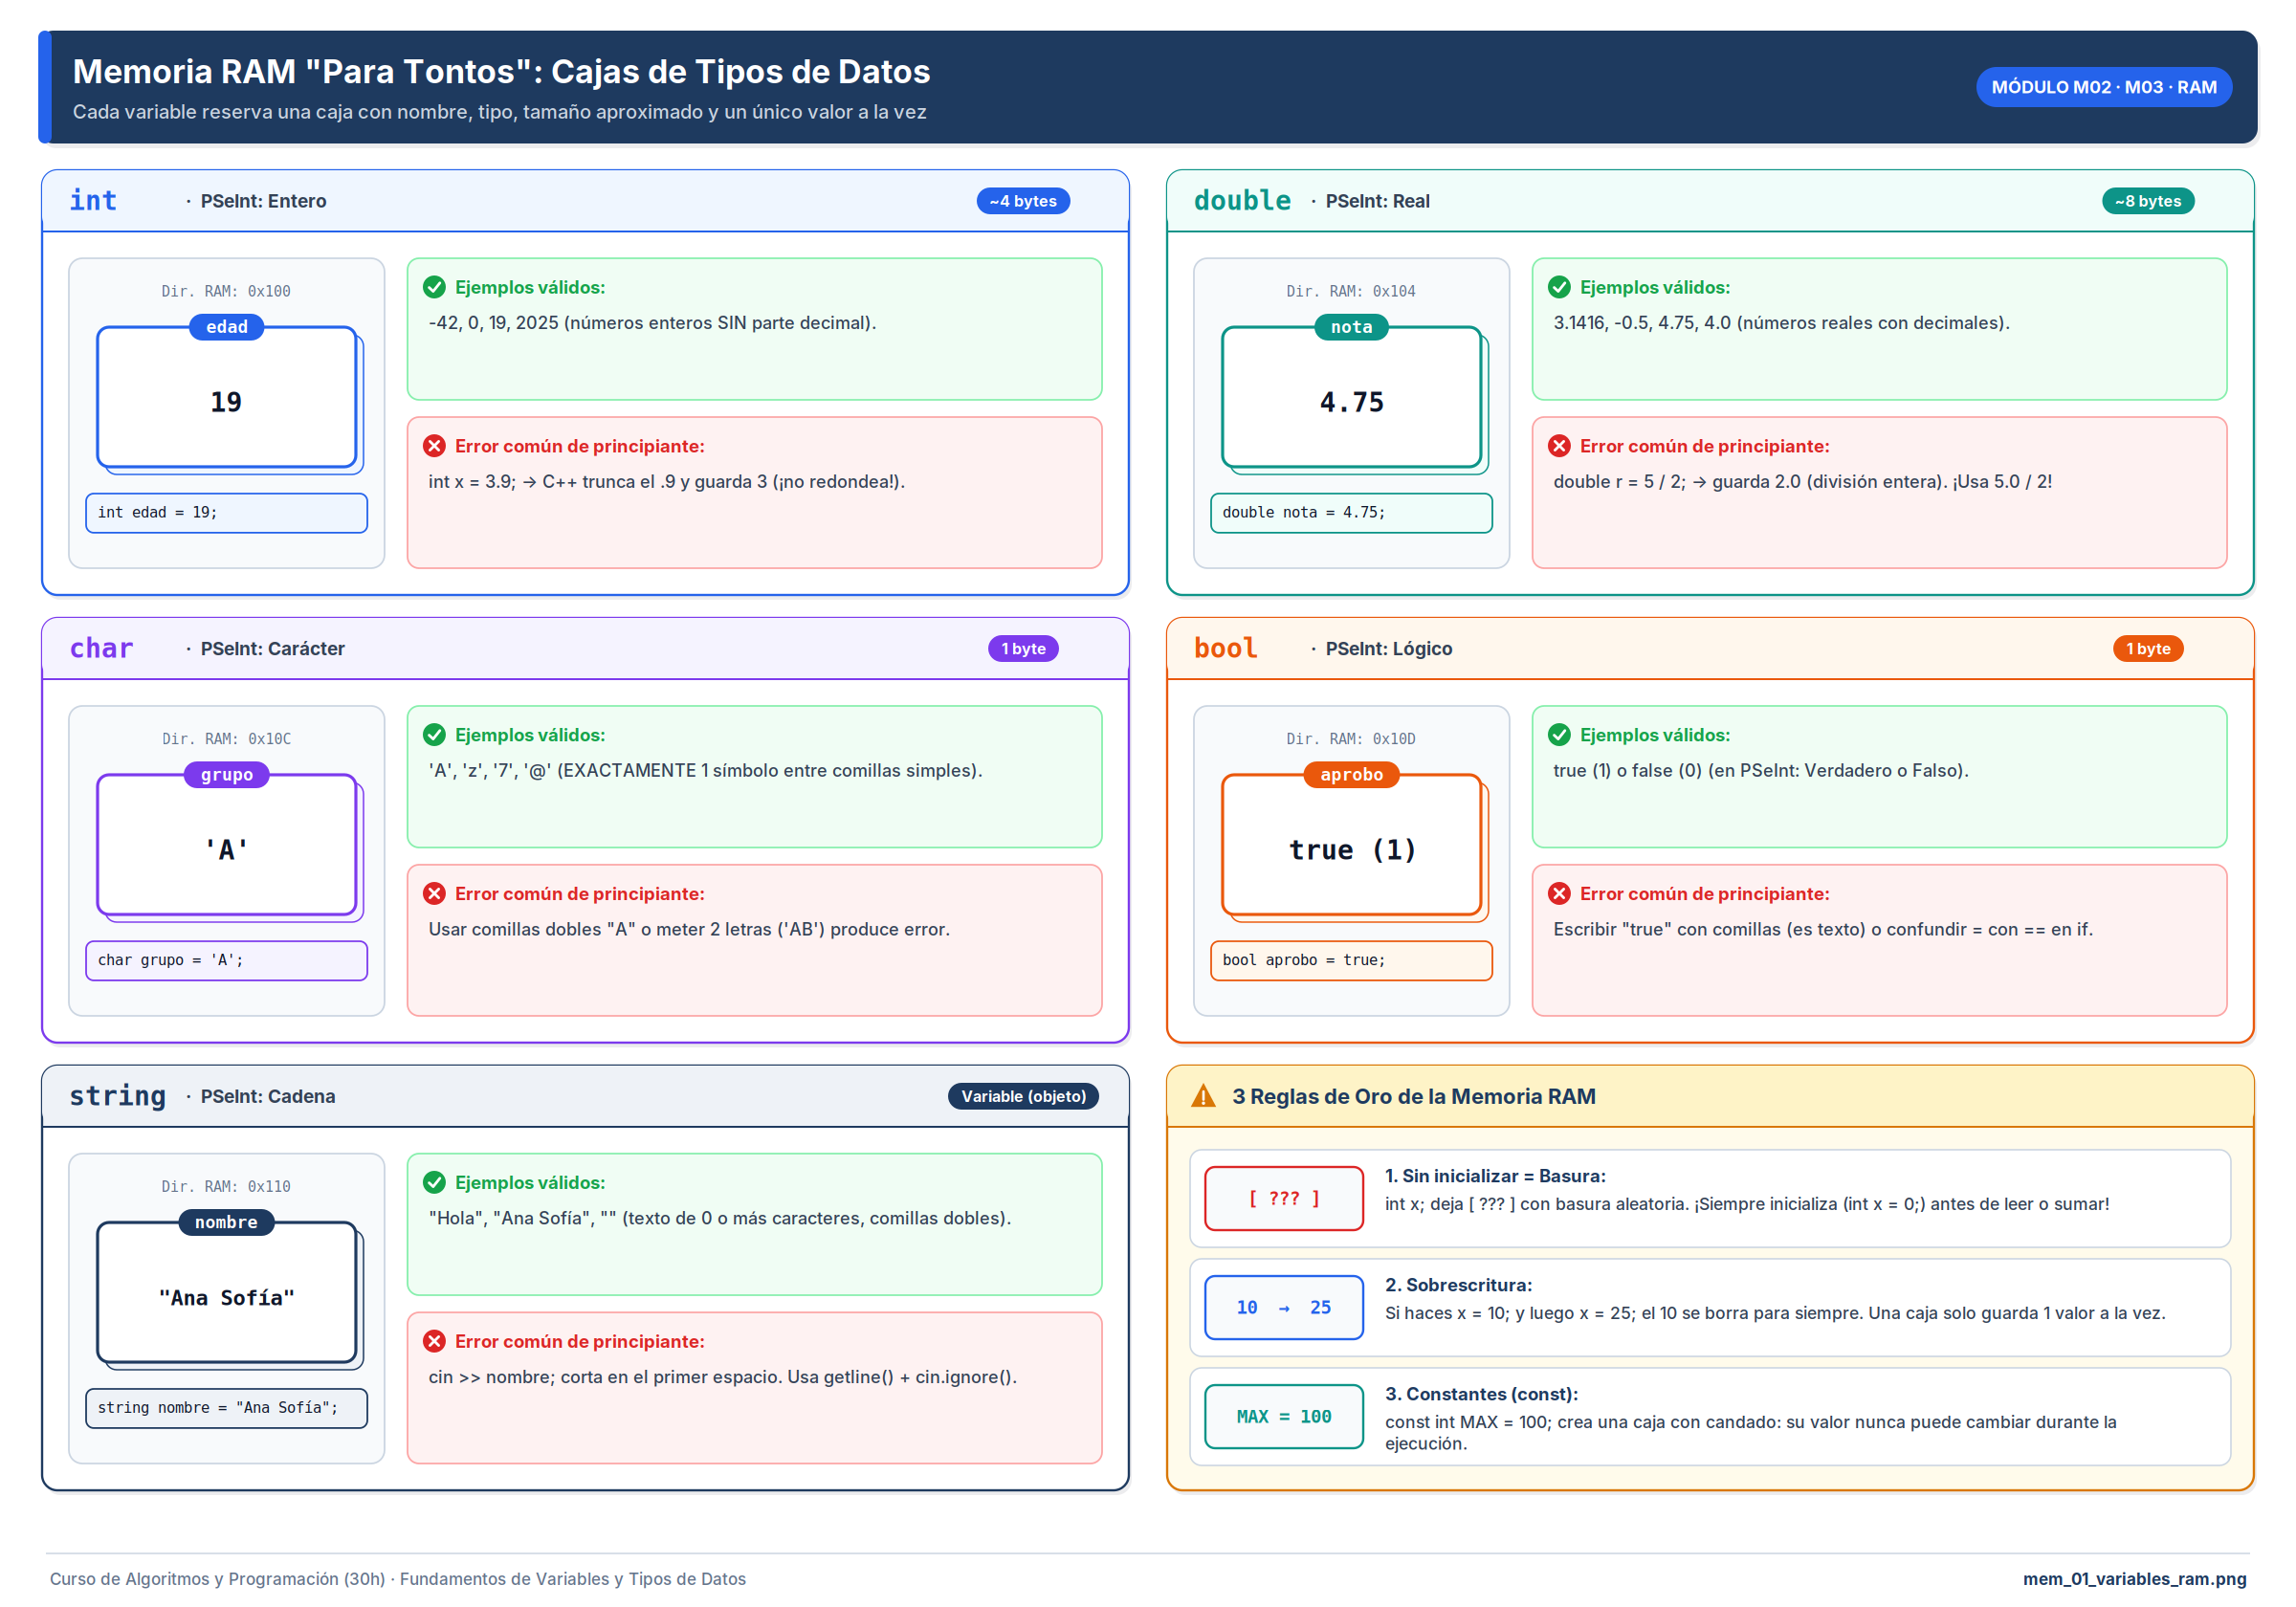 Memoria RAM "Para Tontos": Cajas de Tipos de Datos
Cada variable reserva una caja con nombre, tipo, tamaño aproximado y un único valor a la vez
MÓDULO M02 · M03 · RAM
int · PSeInt: Entero
~4 bytes
Dir. RAM: 0x100
edad
19
int edad = 19;
Ejemplos válidos:
-42, 0, 19, 2025 (números enteros SIN parte decimal).
Error común de principiante:
int x = 3.9; → C++ trunca el .9 y guarda 3 (¡no redondea!).
double · PSeInt: Real
~8 bytes
Dir. RAM: 0x104
nota
4.75
double nota = 4.75;
Ejemplos válidos:
3.1416, -0.5, 4.75, 4.0 (números reales con decimales).
Error común de principiante:
double r = 5 / 2; → guarda 2.0 (división entera). ¡Usa 5.0 / 2!
char · PSeInt: Carácter
1 byte
Dir. RAM: 0x10C
grupo
'A'
char grupo = 'A';
Ejemplos válidos:
'A', 'z', '7', '@' (EXACTAMENTE 1 símbolo entre comillas simples).
Error común de principiante:
Usar comillas dobles "A" o meter 2 letras ('AB') produce error.
bool · PSeInt: Lógico
1 byte
Dir. RAM: 0x10D
aprobo
true (1)
bool aprobo = true;
Ejemplos válidos:
true (1) o false (0) (en PSeInt: Verdadero o Falso).
Error común de principiante:
Escribir "true" con comillas (es texto) o confundir = con == en if.
string · PSeInt: Cadena
Variable (objeto)
Dir. RAM: 0x110
nombre
"Ana Sofía"
string nombre = "Ana Sofía";
Ejemplos válidos:
"Hola", "Ana Sofía", "" (texto de 0 o más caracteres, comillas dobles).
Error común de principiante:
cin >> nombre; corta en el primer espacio. Usa getline() + cin.ignore().
3 Reglas de Oro de la Memoria RAM
[ ??? ]
1. Sin inicializar = Basura:
int x; deja [ ??? ] con basura aleatoria. ¡Siempre inicializa (int x = 0;) antes de leer o sumar!
10 → 25
2. Sobrescritura:
Si haces x = 10; y luego x = 25; el 10 se borra para siempre. Una caja solo guarda 1 valor a la vez.
MAX = 100
3. Constantes (const):
const int MAX = 100; crea una caja con candado: su valor nunca puede cambiar durante la
ejecución.
Curso de Algoritmos y Programación (30h) · Fundamentos de Variables y Tipos de Datos
mem_01_variables_ram.png